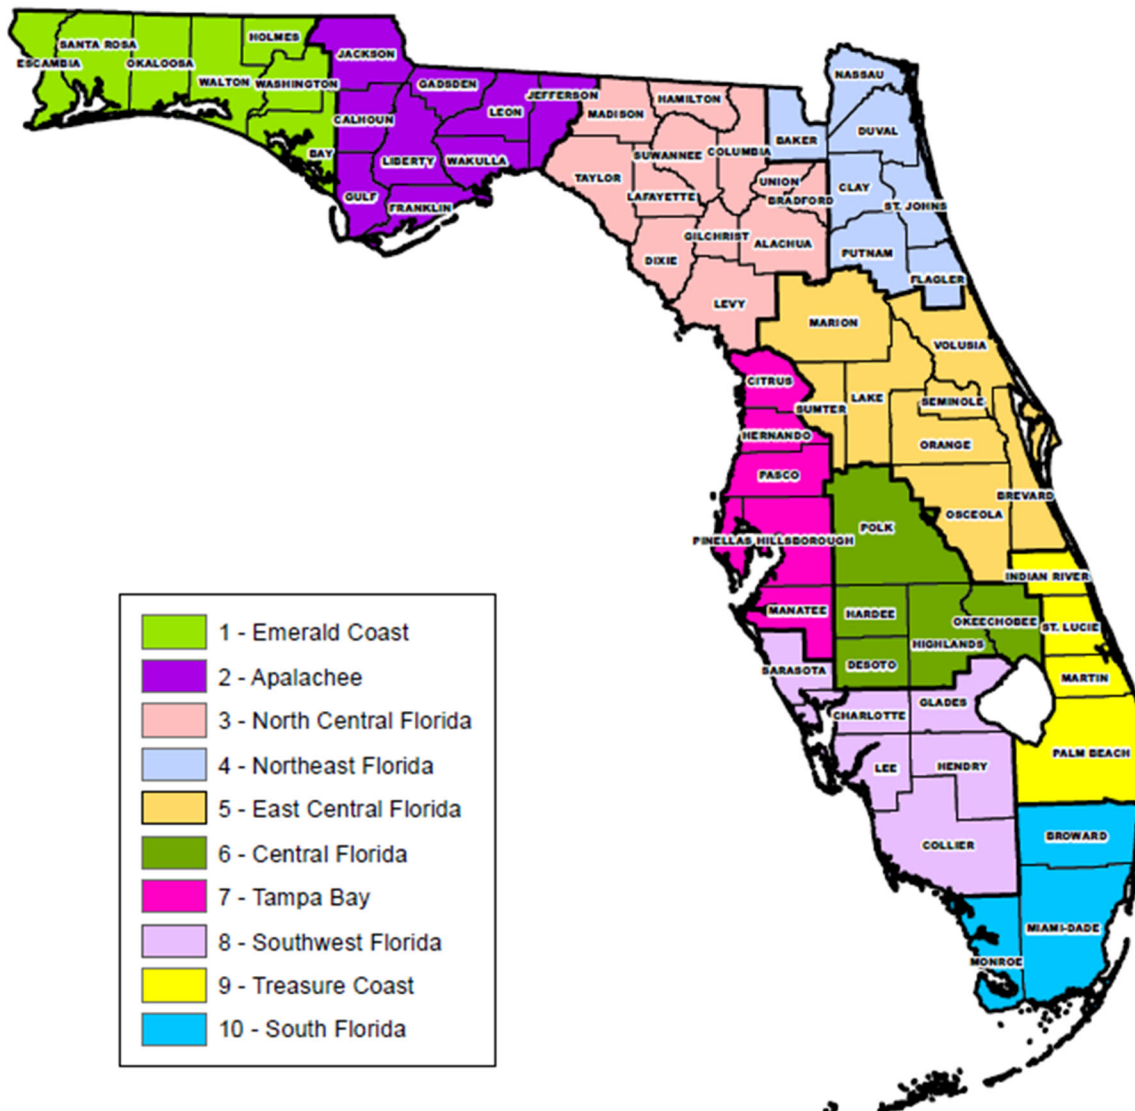 HOLMES
JACKSON
SANTA ROSA
ESCAMBIA
OKALOOSA
WALTON
WASHINGTON
GADSDEN
JEFFERSON
LEON
MADISON
HAMILTON
NASSAU
CALHOUN
BAY
LIBERTY
WAKULLA
SUWANNEE
COLUMBIA
BAKER
DUVAL
GULF
FRANKLIN
TAYLOR
LAFAYETTE
UNION
BRADFORD
CLAY
ST. JOHNS
GILCHRIST
ALACHUA
DIXIE
PUTNAM
FLAGLER
LEVY
MARION
VOLUSIA
CITRUS
SUMTER
LAKE
SEMINOLE
HERNANDO
ORANGE
PASCO
BREVARD
OSCEOLA
POLK
PINELLAS
HILLSBOROUGH
INDIAN RIVER
MANATEE
HARDEE
OKEECHOBEE
ST. LUCIE
HIGHLANDS
SARASOTA
DESOTO
MARTIN
GLADES
CHARLOTTE
PALM BEACH
LEE
HENDRY
COLLIER
BROWARD
MIAMI-DADE
MONROE
1 - Emerald Coast
2 - Apalachee
3 - North Central Florida
4 - Northeast Florida
5 - East Central Florida
6 - Central Florida
7 - Tampa Bay
8 - Southwest Florida
9 - Treasure Coast
10 - South Florida